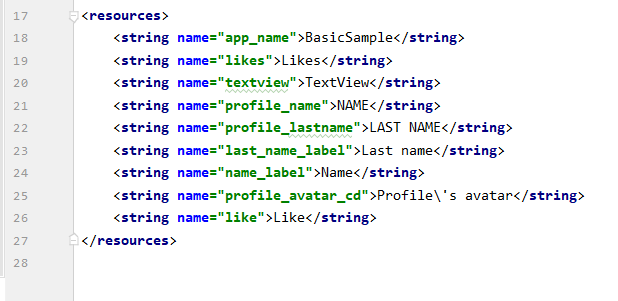 17 <resources>
18 <string name="app_name">BasicSample</string>
19 <string name="likes">Likes</string>
20 <string name="textview">TextView</string>
21 <string name="profile_name">NAME</string>
22 <string name="profile_lastname">LAST NAME</string>
23 <string name="last_name_label">Last name</string>
24 <string name="name_label">Name</string>
25 <string name="profile_avatar_cd">Profile\'s avatar</string>
26 <string name="like">Like</string>
27 </resources>
28